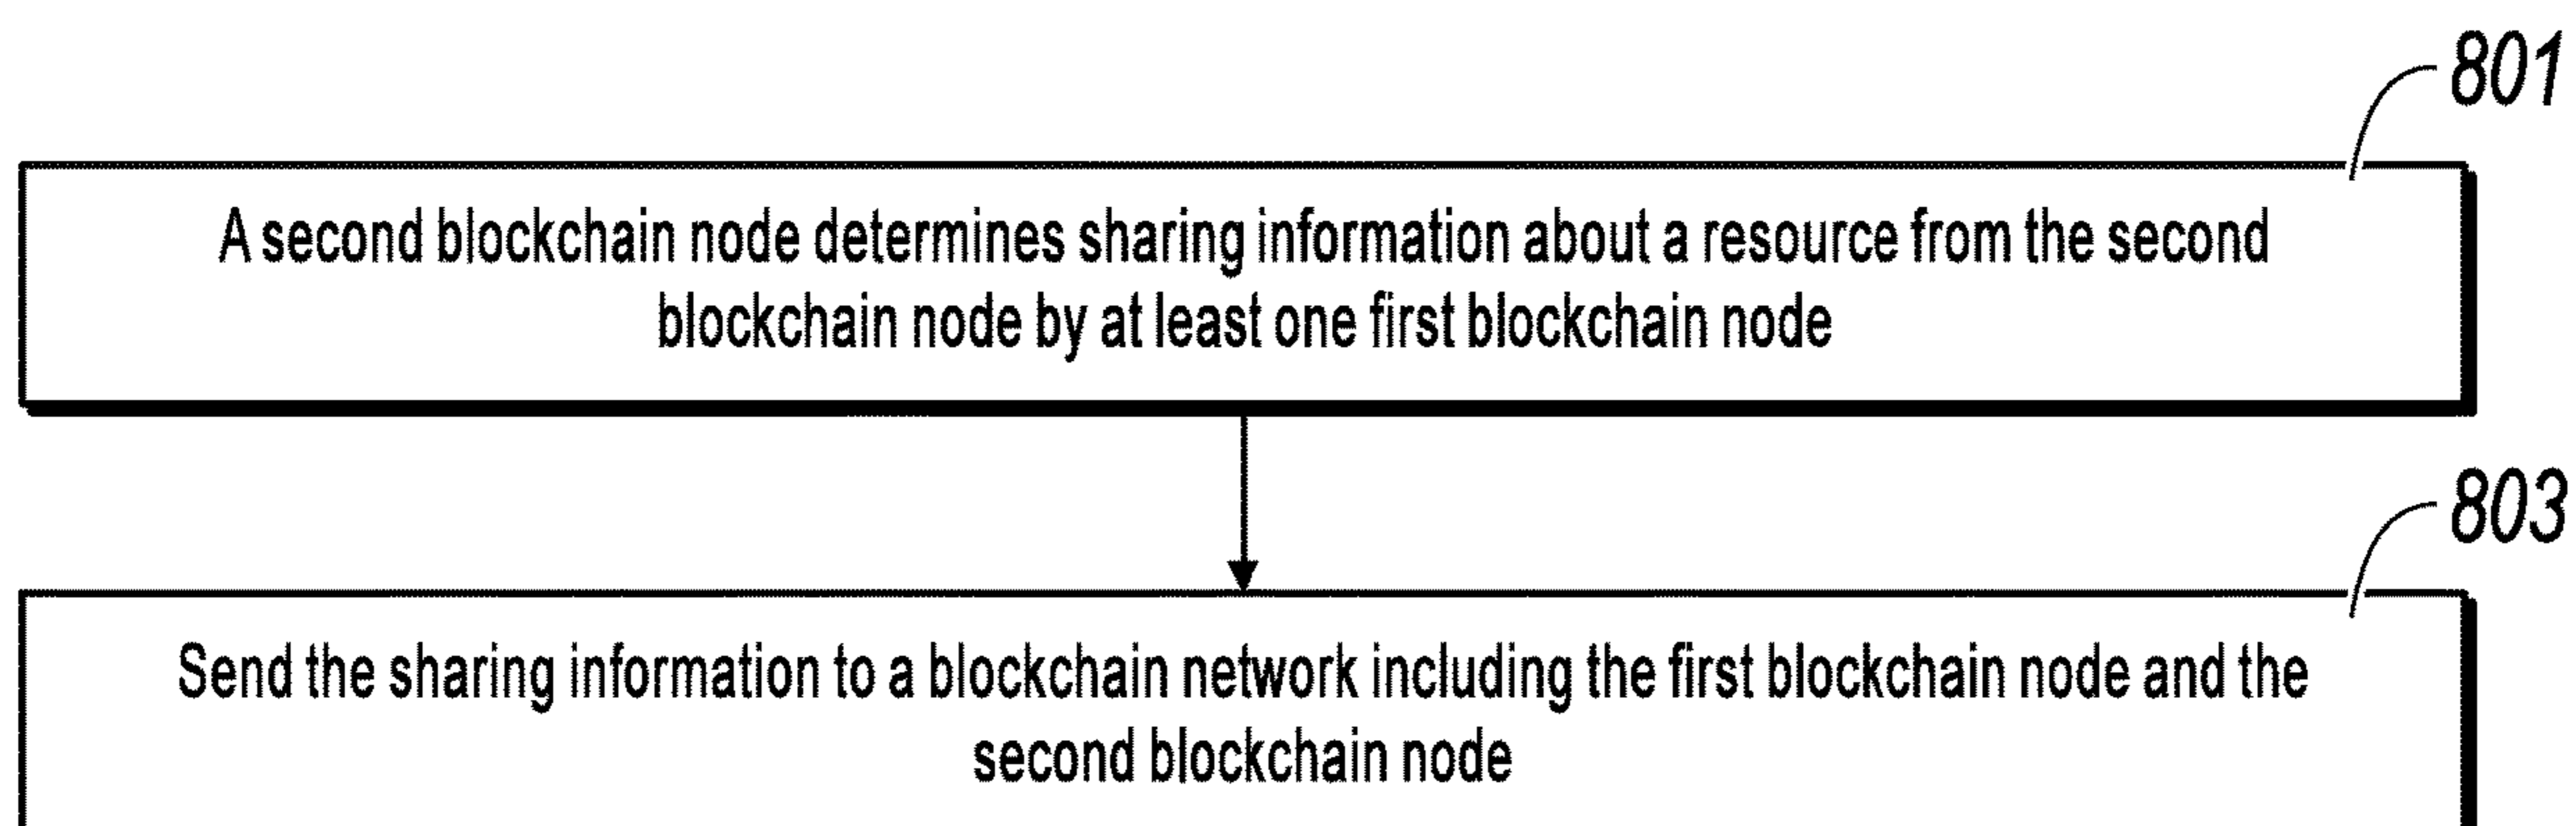 801
A second blockchain node determines sharing information about a resource from the second
blockchain node by at least one first blockchain node
803
Send the sharing information to a blockchain network including the first blockchain node and the
second blockchain node